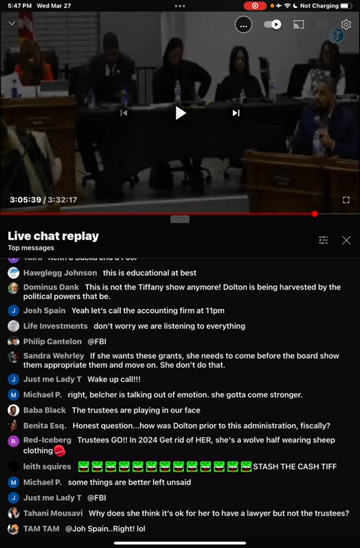 5:47 PM Wed Mar 27
Not Charging
3:05:39 / 3:32:17
Live chat replay
Top messages
Hawglegg Johnson this is educational at best
Dominus Dank This is not the Tiffany show anymore! Dolton is being harvested by the
political powers that be.
Josh Spain Yeah let's call the accounting firm at 11pm
Life Investments don't worry we are listening to everything
Philip Cantelon @FBI
Sandra Wehrley If she wants these grants, she needs to come before the board show
them appropriate them and move on. She don't do that.
Just me Lady T Wake up call!!!!
Michael P. right, belcher is talking out of emotion. she gotta come stronger.
Baba Black The trustees are playing in our face
Benita Esq. Honest question...how was Dolton prior to this administration, fiscally?
Red-Iceberg Trustees GO!! In 2024 Get rid of HER, she's a wolve half wearing sheep
clothing
leith squires STASH THE CASH TIFF
Michael P. some things are better left unsaid
Just me Lady T @FBI
Tahani Mousavi Why does she think it's ok for her to have a lawyer but not the trustees?
TAM TAM @Joh Spain..Right! lol